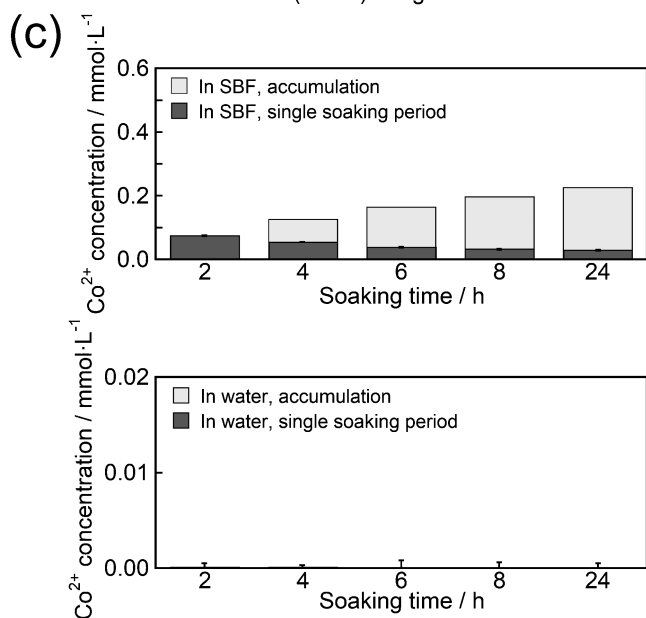 (c)
Co2+ concentration / mmol·L-1
0.6
In SBF, accumulation
In SBF, single soaking period
0.4
0.2
0.0
2 4 6 8 24
Soaking time / h
Co2+ concentration / mmol·L-1
0.02
In water, accumulation
In water, single soaking period
0.01
0.00
2 4 6 8 24
Soaking time / h